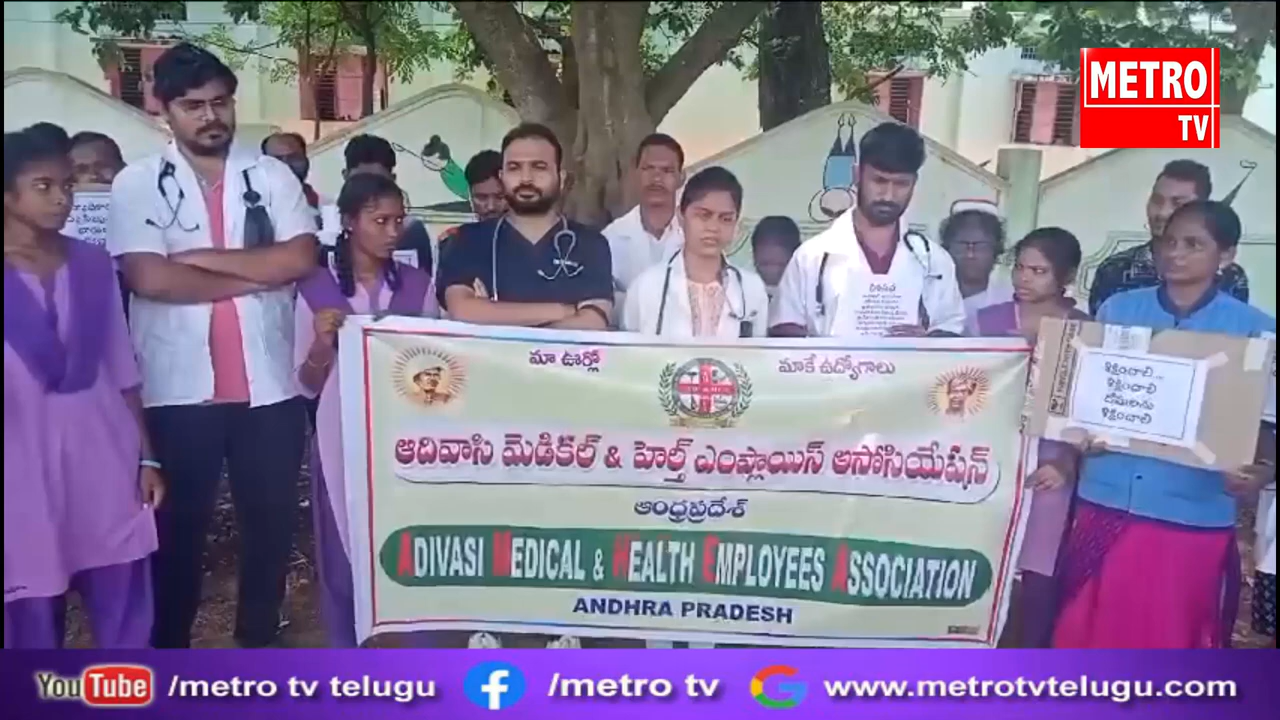 METRO
TV
మా ఊర్లో
మాకే ఉద్యోగాలు
ఆదివాసి మెడికల్ & హెల్త్ ఎంప్లాయిస్ అసోసియేషన్
ఆంధ్రప్రదేశ్
ADIVASI MEDICAL & HEALTH EMPLOYEES ASSOCIATION
ANDHRA PRADESH
శిక్షించాలి...
శిక్షించాలి
దోషులను
శిక్షించాలి
YouTube /metro tv telugu
f /metro tv
G www.metrotvtelugu.com